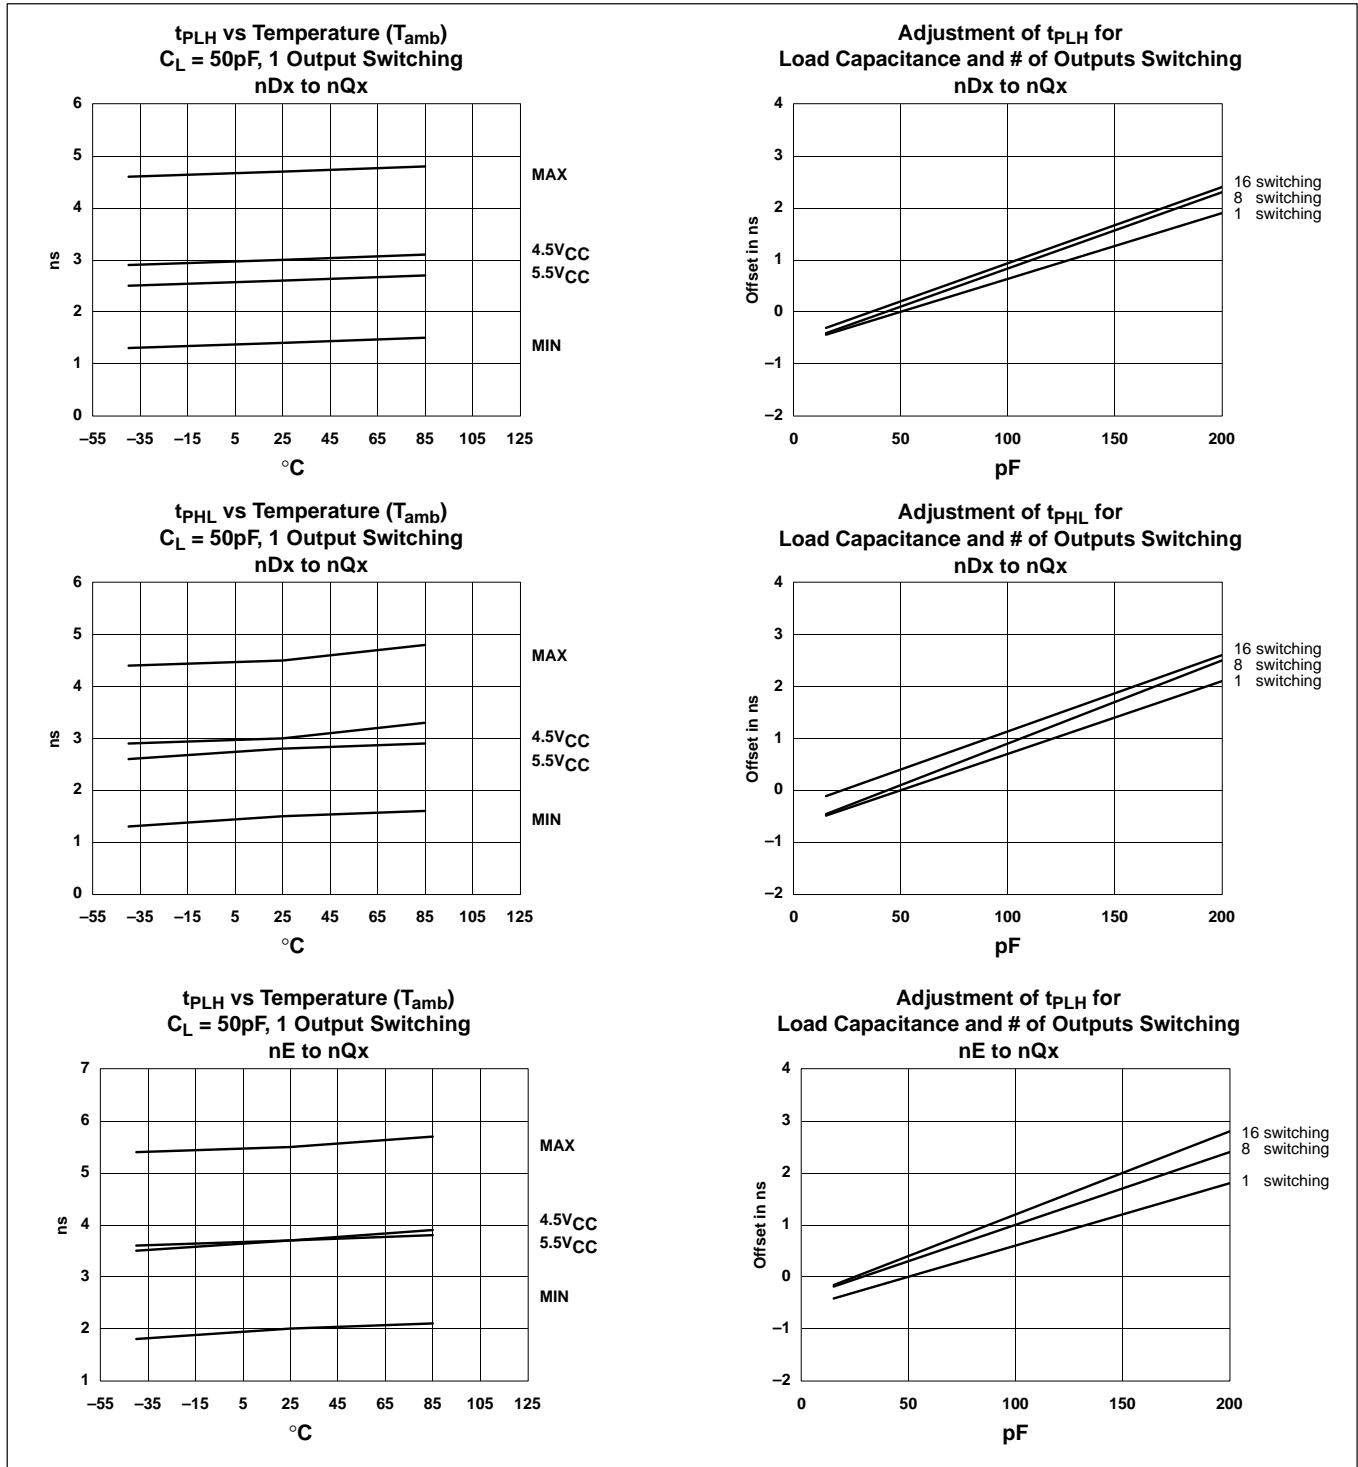 tPLH vs Temperature (Tamb)
CL = 50pF, 1 Output Switching
nDx to nQx
6
5
4
3
2
1
0
ns
MAX
4.5VCC
5.5VCC
MIN
–55 –35 –15 5 25 45 65 85 105 125
°C
Adjustment of tPLH for
Load Capacitance and # of Outputs Switching
nDx to nQx
4
3
2
1
0
–1
–2
Offset in ns
16 switching
8 switching
1 switching
0 50 100 150 200
pF
tPHL vs Temperature (Tamb)
CL = 50pF, 1 Output Switching
nDx to nQx
6
5
4
3
2
1
0
ns
MAX
4.5VCC
5.5VCC
MIN
–55 –35 –15 5 25 45 65 85 105 125
°C
Adjustment of tPHL for
Load Capacitance and # of Outputs Switching
nDx to nQx
4
3
2
1
0
–1
–2
Offset in ns
16 switching
8 switching
1 switching
0 50 100 150 200
pF
tPLH vs Temperature (Tamb)
CL = 50pF, 1 Output Switching
nE to nQx
7
6
5
4
3
2
1
ns
MAX
4.5VCC
5.5VCC
MIN
–55 –35 –15 5 25 45 65 85 105 125
°C
Adjustment of tPLH for
Load Capacitance and # of Outputs Switching
nE to nQx
4
3
2
1
0
–1
–2
Offset in ns
16 switching
8 switching
1 switching
0 50 100 150 200
pF